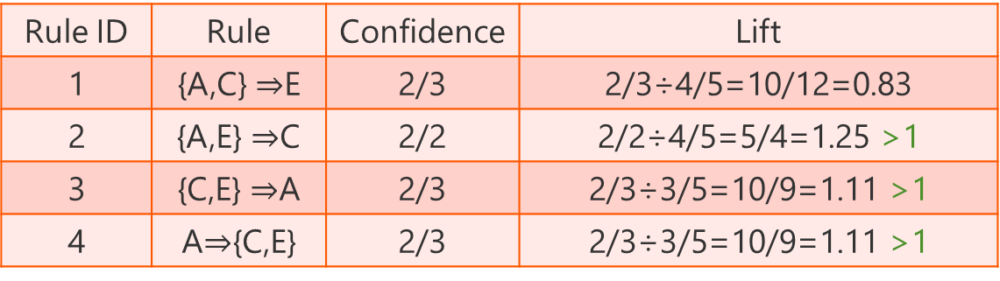 Rule ID Rule Confidence Lift
1 {A,C} ⇒E 2/3 2/3÷4/5=10/12=0.83
2 {A,E} ⇒C 2/2 2/2÷4/5=5/4=1.25 >1
3 {C,E} ⇒A 2/3 2/3÷3/5=10/9=1.11 >1
4 A⇒{C,E} 2/3 2/3÷3/5=10/9=1.11 >1